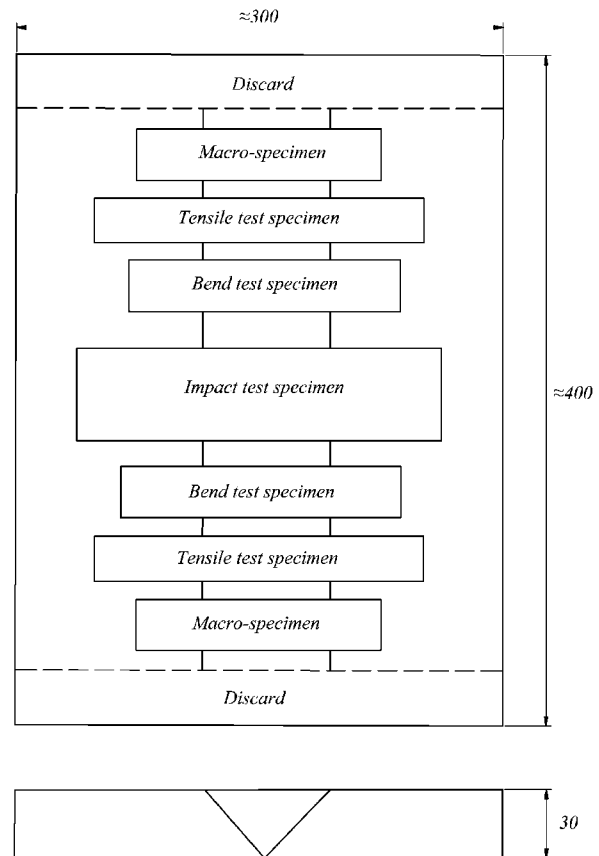 ≈300
Discard
Macro-specimen
Tensile test specimen
Bend test specimen
Impact test specimen
≈400
Bend test specimen
Tensile test specimen
Macro-specimen
Discard
30